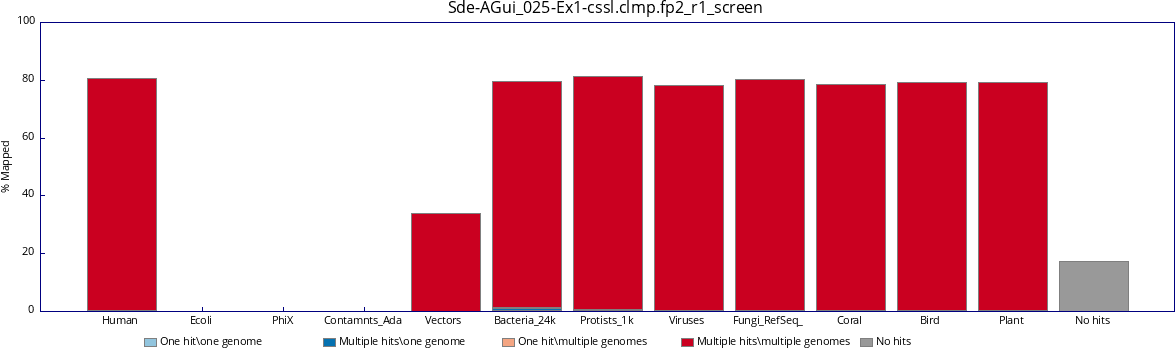 Sde-AGui_025-Ex1-cssl.clmp.fp2_r1_screen
100
80
60
40
20
0
% Mapped
Human Ecoli PhiX Contamnts_Ada Vectors Bacteria_24k Protists_1k Viruses Fungi_RefSeq_ Coral Bird Plant No hits
One hit\one genome Multiple hits\one genome One hit\multiple genomes Multiple hits\multiple genomes No hits